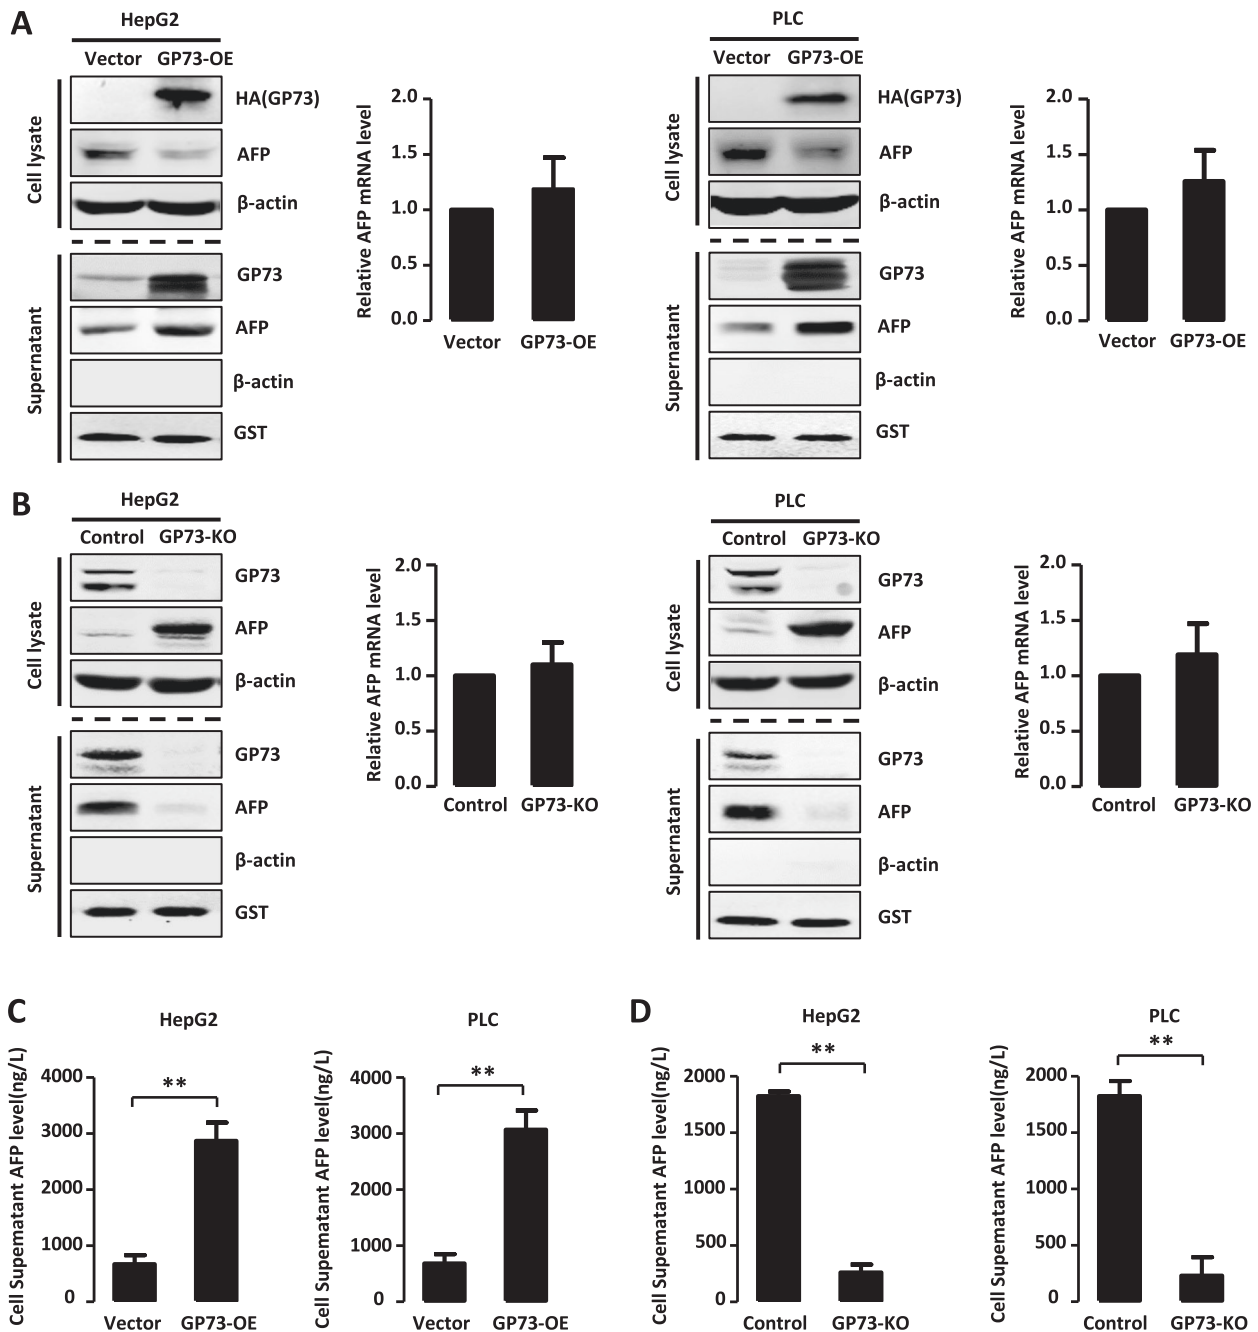 A
HepG2
Vector GP73-OE
Cell lysate
HA(GP73)
AFP
β-actin
Supernatant
GP73
AFP
β-actin
GST
Relative AFP mRNA level
2.0
1.5
1.0
0.5
0.0
Vector GP73-OE
PLC
Vector GP73-OE
Cell lysate
HA(GP73)
AFP
β-actin
Supernatant
GP73
AFP
β-actin
GST
Relative AFP mRNA level
2.0
1.5
1.0
0.5
0.0
Vector GP73-OE
B
HepG2
Control GP73-KO
Cell lysate
GP73
AFP
β-actin
Supernatant
GP73
AFP
β-actin
GST
Relative AFP mRNA level
2.0
1.5
1.0
0.5
0.0
Control GP73-KO
PLC
Control GP73-KO
Cell lysate
GP73
AFP
β-actin
Supernatant
GP73
AFP
β-actin
GST
Relative AFP mRNA level
2.0
1.5
1.0
0.5
0.0
Control GP73-KO
C
HepG2
Cell Supematant AFP level(ng/L)
4000
3000
2000
1000
0
**
Vector GP73-OE
PLC
Cell Supematant AFP level(ng/L)
4000
3000
2000
1000
0
**
Vector GP73-OE
D
HepG2
Cell Supematant AFP level(ng/L)
2000
1500
1000
500
0
**
Control GP73-KO
PLC
Cell Supematant AFP level(ng/L)
2000
1500
1000
500
0
**
Control GP73-KO